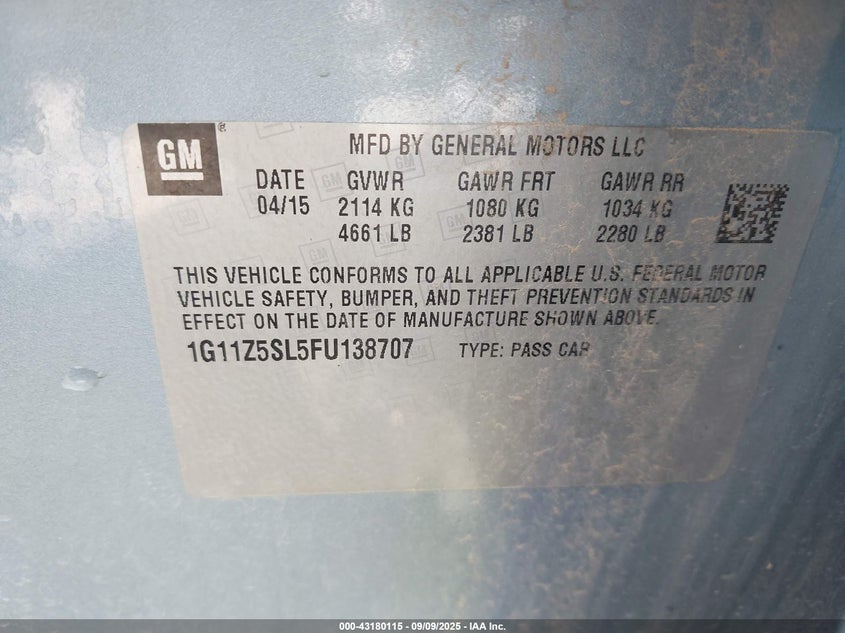 GM
MFD BY GENERAL MOTORS LLC
DATE GVWR GAWR FRT GAWR RR
04/15 2114 KG 1080 KG 1034 KG
4661 LB 2381 LB 2280 LB
THIS VEHICLE CONFORMS TO ALL APPLICABLE U.S. FEDERAL MOTOR
VEHICLE SAFETY, BUMPER, AND THEFT PREVENTION STANDARDS IN
EFFECT ON THE DATE OF MANUFACTURE SHOWN ABOVE.
1G11Z5SL5FU138707 TYPE: PASS CAR
000-43180115 - 09/09/2025 - IAA Inc.